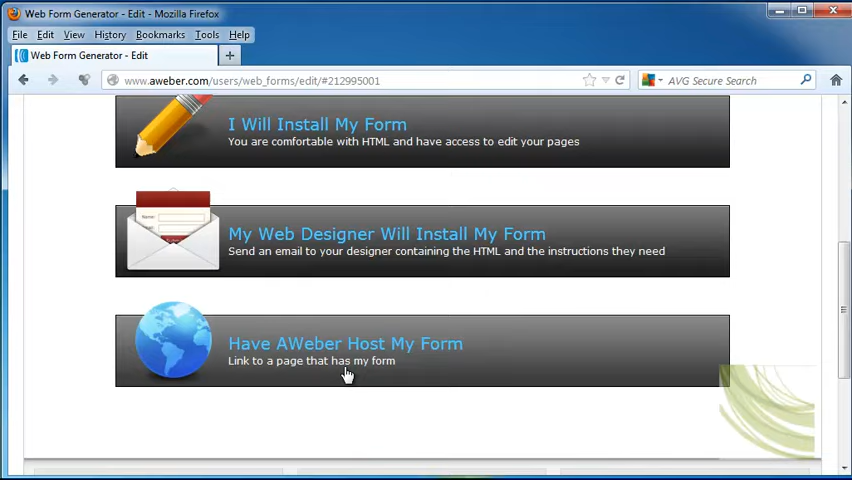 Web Form Generator - Edit - Mozilla Firefox
File Edit View History Bookmarks Tools Help
Web Form Generator - Edit
www.aweber.com/users/web_forms/edit/#212995001
AVG Secure Search
I Will Install My Form
You are comfortable with HTML and have access to edit your pages
Name:
My Web Designer Will Install My Form
Send an email to your designer containing the HTML and the instructions they need
Have AWeber Host My Form
Link to a page that has my form